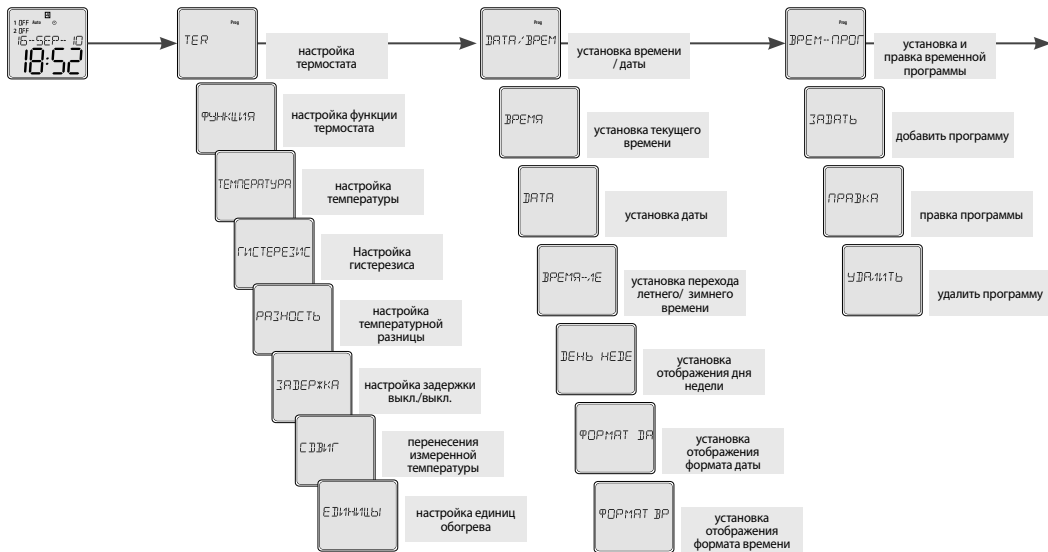 1 OFF Auto
2 OFF
16-SEP-10
18:52
Prog
TER
настройка
термостата
ФУНКЦИЯ
настройка функции
термостата
ТЕМПЕРАТУРА
настройка
температуры
ГИСТЕРЕЗИС
Настройка
гистерезиса
РАЗНОСТЬ
настройка
температурной
разницы
ЗАДЕРЖКА
настройка задержки
выкл./выкл.
СДВИГ
перенесения
измеренной
температуры
ЕДИНИЦЫ
настройка единиц
обогрева
Prog
ДАТА/ВРЕМ
установка времени
/ даты
ВРЕМЯ
установка текущего
времени
ДАТА
установка даты
ВРЕМЯ-ЛЕ
установка перехода
летнего/ зимнего
времени
ДЕНЬ НЕДЕ
установка
отображения дня
недели
ФОРМАТ DA
установка
отображения
формата даты
ФОРМАТ ВР
установка
отображения
формата времени
Prog
ВРЕМ-ПРОГ
установка и
правка временной
программы
ЗАДАТЬ
добавить программу
ПРАВКА
правка программы
УДАЛИТЬ
удалить программу